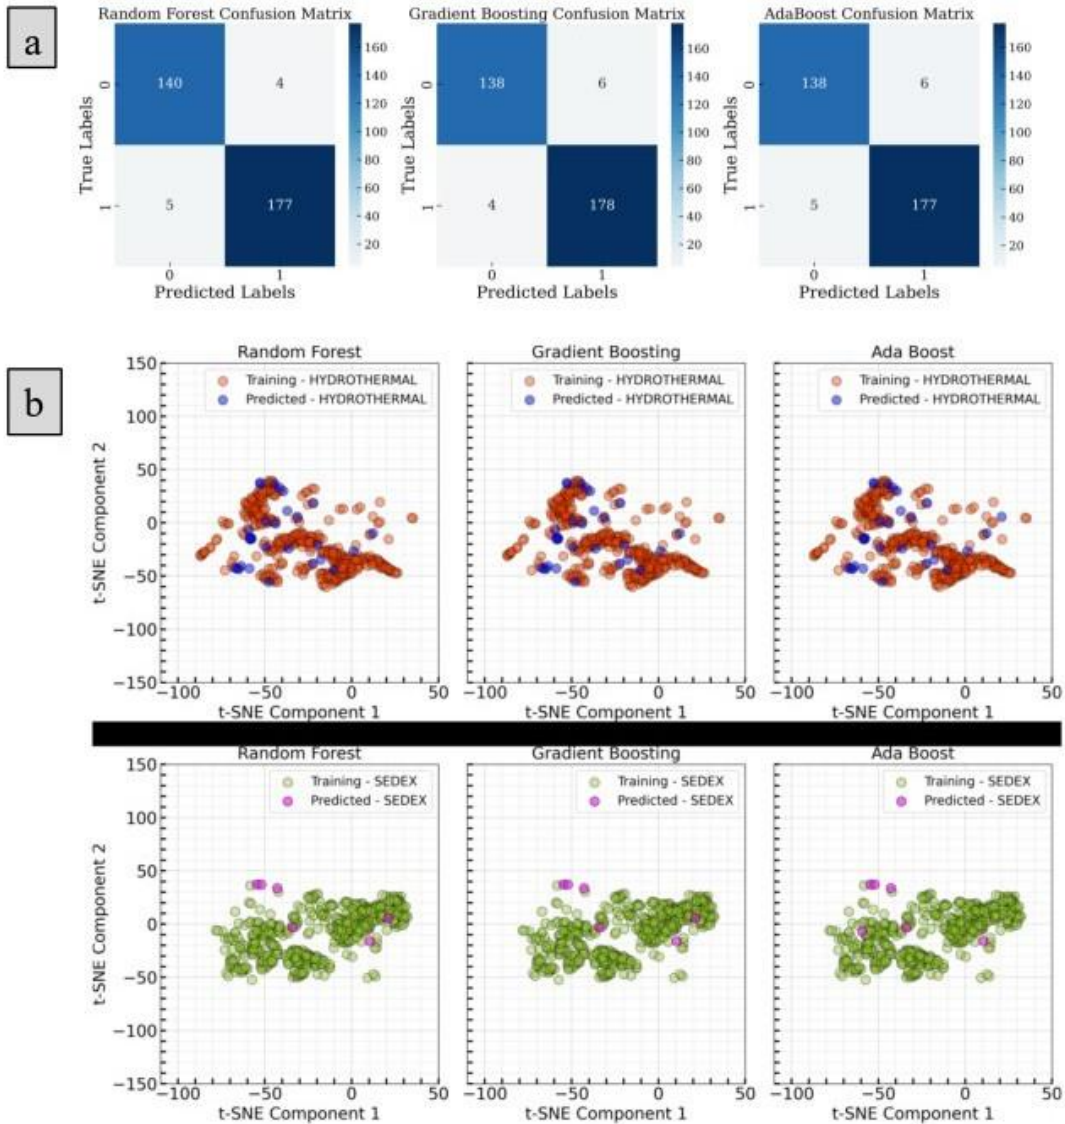 a
Random Forest Confusion Matrix Gradient Boosting Confusion Matrix AdaBoost Confusion Matrix
True Labels
0
1
140 4
5 177
0 1
Predicted Labels
160
140
120
100
80
60
40
20
True Labels
0
1
138 6
4 178
0 1
Predicted Labels
160
140
120
100
80
60
40
20
True Labels
0
1
138 6
5 177
0 1
Predicted Labels
160
140
120
100
80
60
40
20
b
Random Forest
Training - HYDROTHERMAL
Predicted - HYDROTHERMAL
t-SNE Component 2
150
100
50
0
−50
−100
−150
−100 −50 0 50
t-SNE Component 1
Gradient Boosting
Training - HYDROTHERMAL
Predicted - HYDROTHERMAL
−100 −50 0 50
t-SNE Component 1
Ada Boost
Training - HYDROTHERMAL
Predicted - HYDROTHERMAL
−100 −50 0 50
t-SNE Component 1
Random Forest
Training - SEDEX
Predicted - SEDEX
t-SNE Component 2
150
100
50
0
−50
−100
−150
−100 −50 0 50
t-SNE Component 1
Gradient Boosting
Training - SEDEX
Predicted - SEDEX
−100 −50 0 50
t-SNE Component 1
Ada Boost
Training - SEDEX
Predicted - SEDEX
−100 −50 0 50
t-SNE Component 1